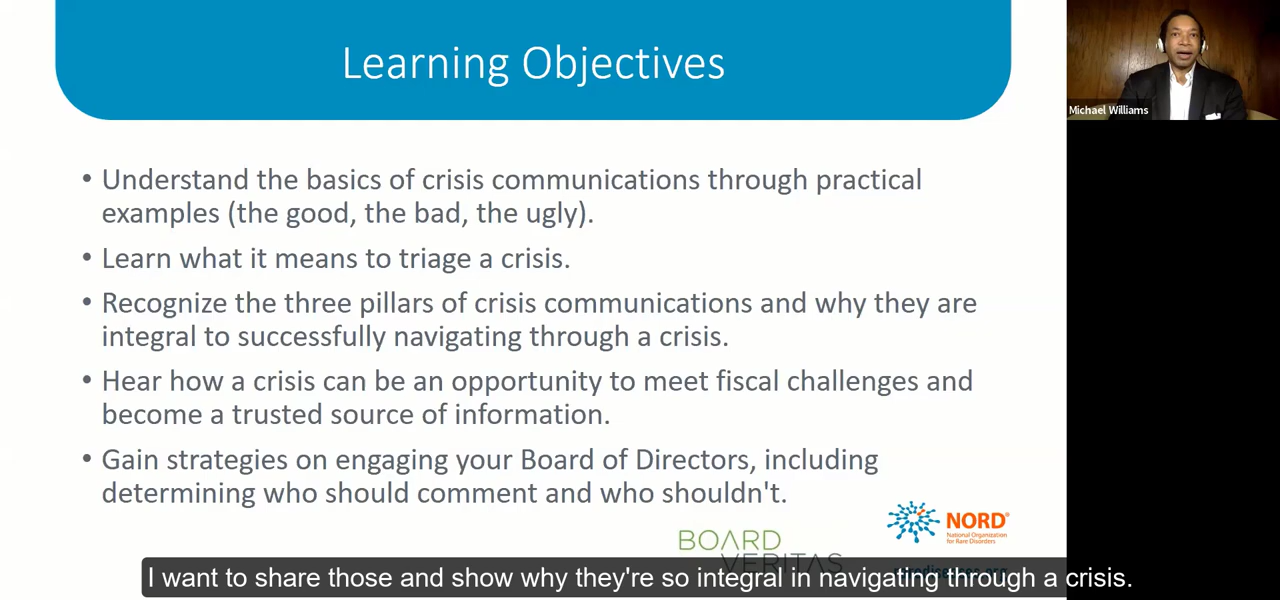 Learning Objectives
Michael Williams
• Understand the basics of crisis communications through practical
examples (the good, the bad, the ugly).
• Learn what it means to triage a crisis.
• Recognize the three pillars of crisis communications and why they are
integral to successfully navigating through a crisis.
• Hear how a crisis can be an opportunity to meet fiscal challenges and
become a trusted source of information.
• Gain strategies on engaging your Board of Directors, including
determining who should comment and who shouldn't.
NORD®
National Organization
for Rare Disorders
BOARD
VERITAS
I want to share those and show why they're so integral in navigating through a crisis.